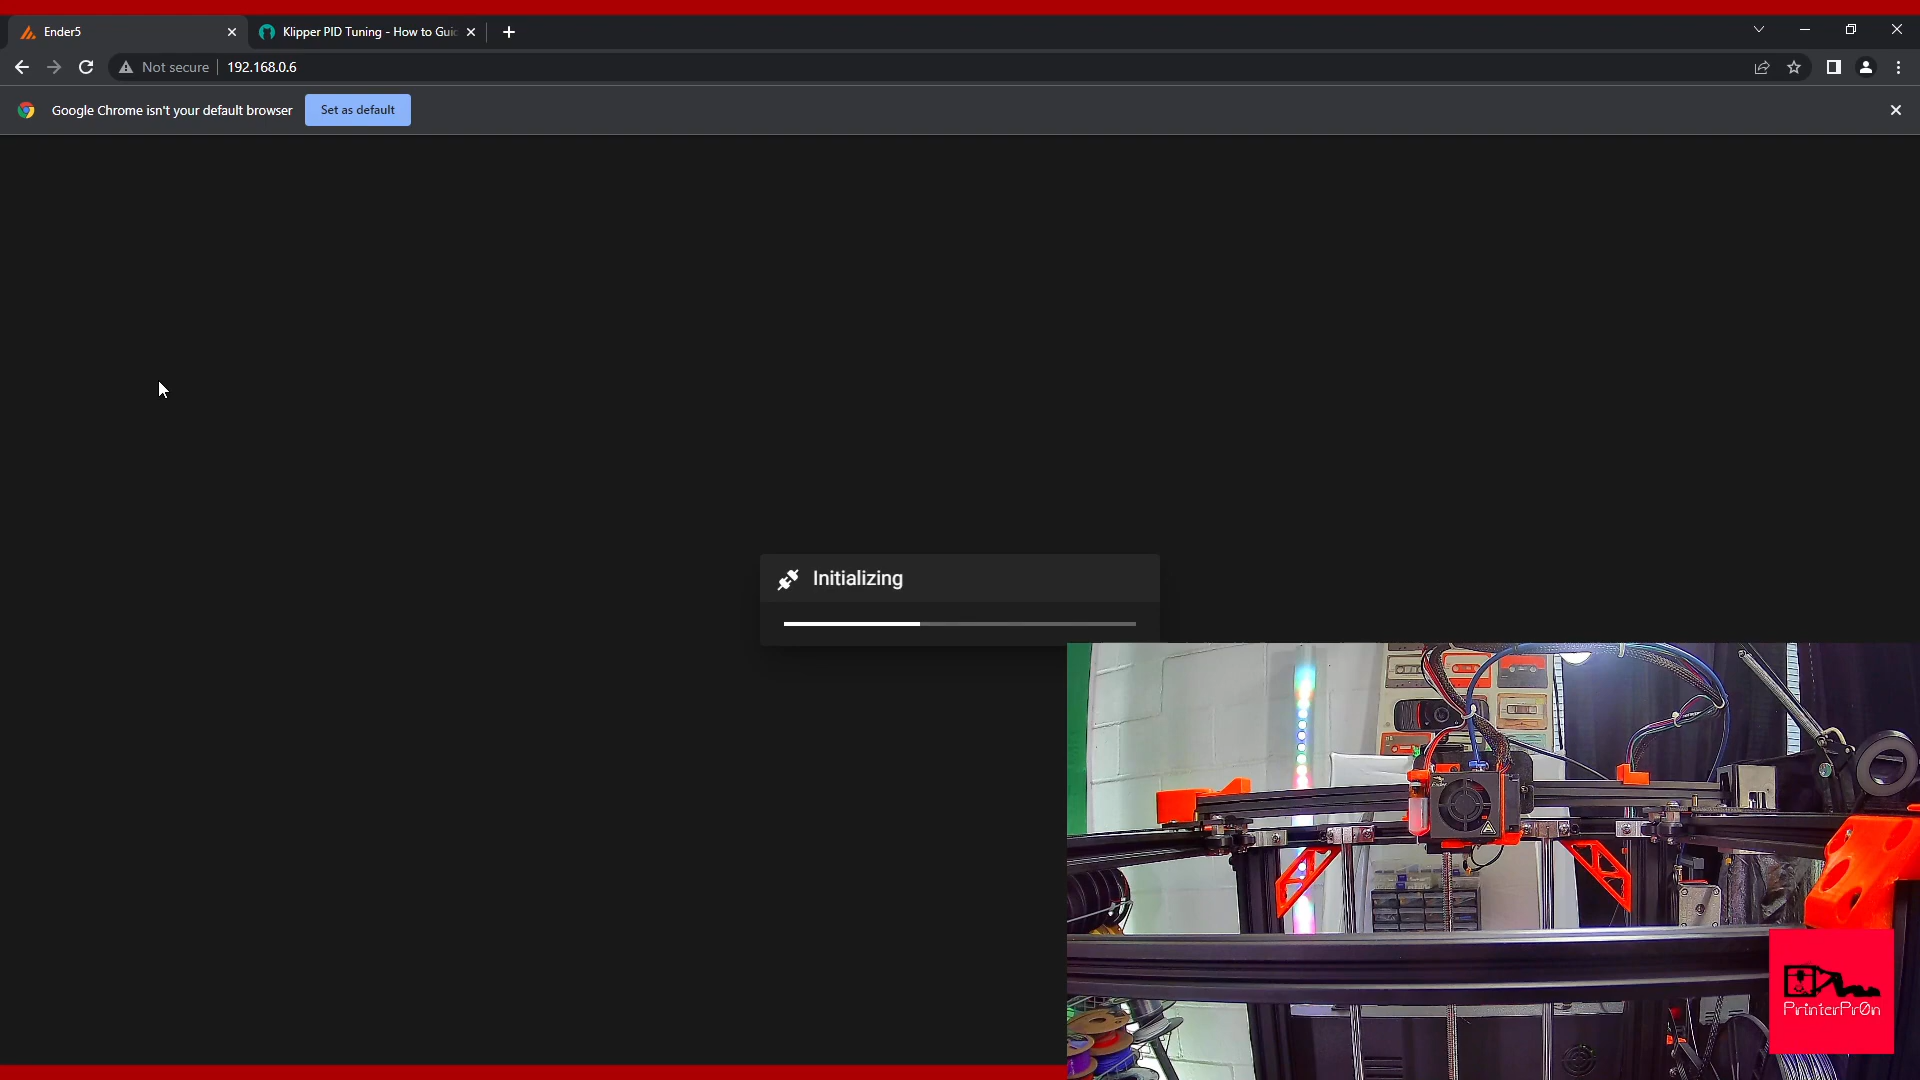 Ender5
Klipper PID Tuning - How to Gui
Not secure
192.168.0.6
Google Chrome isn't your default browser
Set as default
Initializing
PrinterPr0n